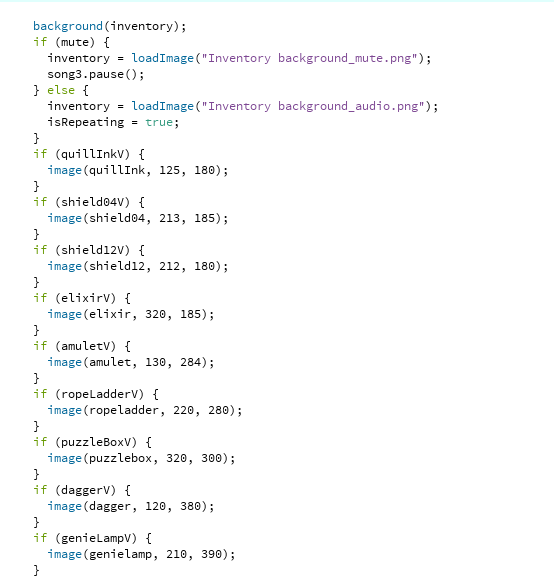 background(inventory);
if (mute) {
inventory = loadImage("Inventory background_mute.png");
song3.pause();
} else {
inventory = loadImage("Inventory background_audio.png");
isRepeating = true;
}
if (quillInkV) {
image(quillInk, 125, 180);
}
if (shield04V) {
image(shield04, 213, 185);
}
if (shield12V) {
image(shield12, 212, 180);
}
if (elixirV) {
image(elixir, 320, 185);
}
if (amuletV) {
image(amulet, 130, 284);
}
if (ropeLadderV) {
image(ropeladder, 220, 280);
}
if (puzzleBoxV) {
image(puzzlebox, 320, 300);
}
if (daggerV) {
image(dagger, 120, 380);
}
if (genieLampV) {
image(genielamp, 210, 390);
}